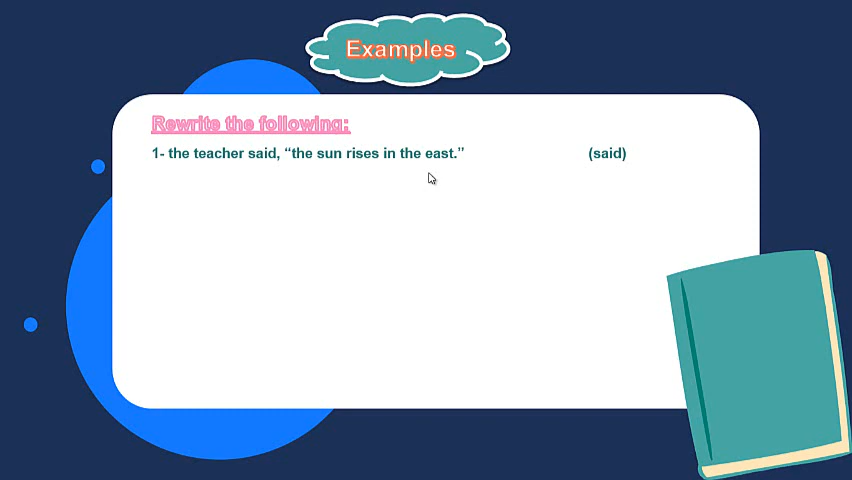 Examples
Rewrite the following:
1- the teacher said, “the sun rises in the east.” (said)